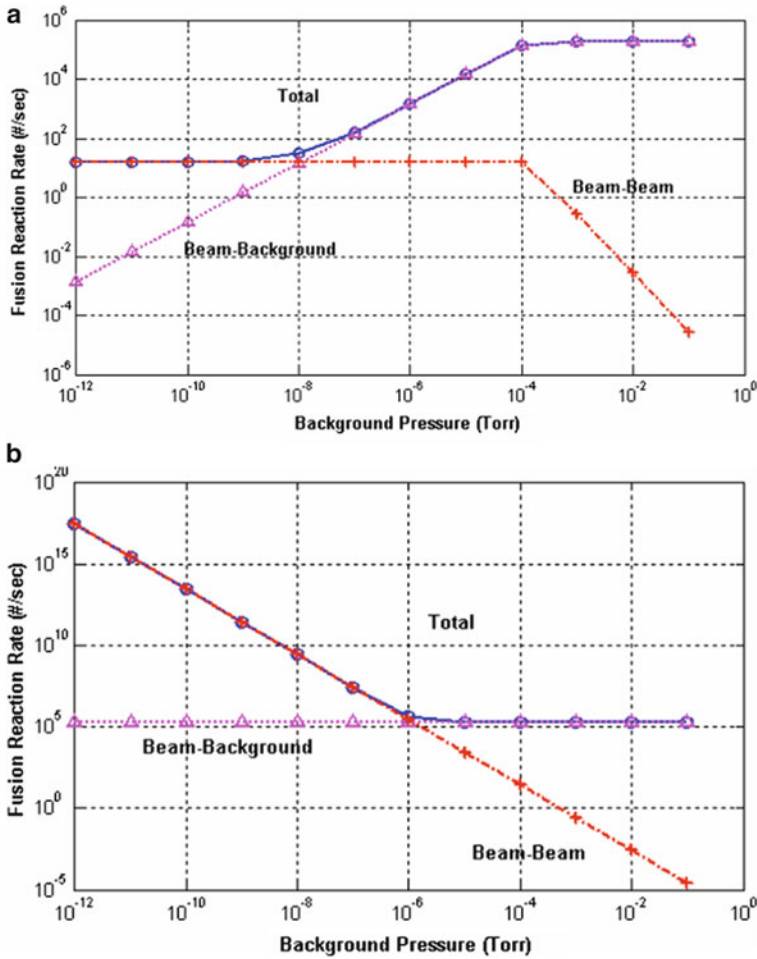 a
10^6
10^4
10^2
10^0
10^-2
10^-4
10^-6
Fusion Reaction Rate (#/sec)
Total
Beam-Beam
Beam-Background
10^-12
10^-10
10^-8
10^-6
10^-4
10^-2
10^0
Background Pressure (Torr)
b
10^20
10^15
10^10
10^5
10^0
10^-5
Fusion Reaction Rate (#/sec)
Total
Beam-Background
Beam-Beam
10^-12
10^-10
10^-8
10^-6
10^-4
10^-2
10^0
Background Pressure (Torr)